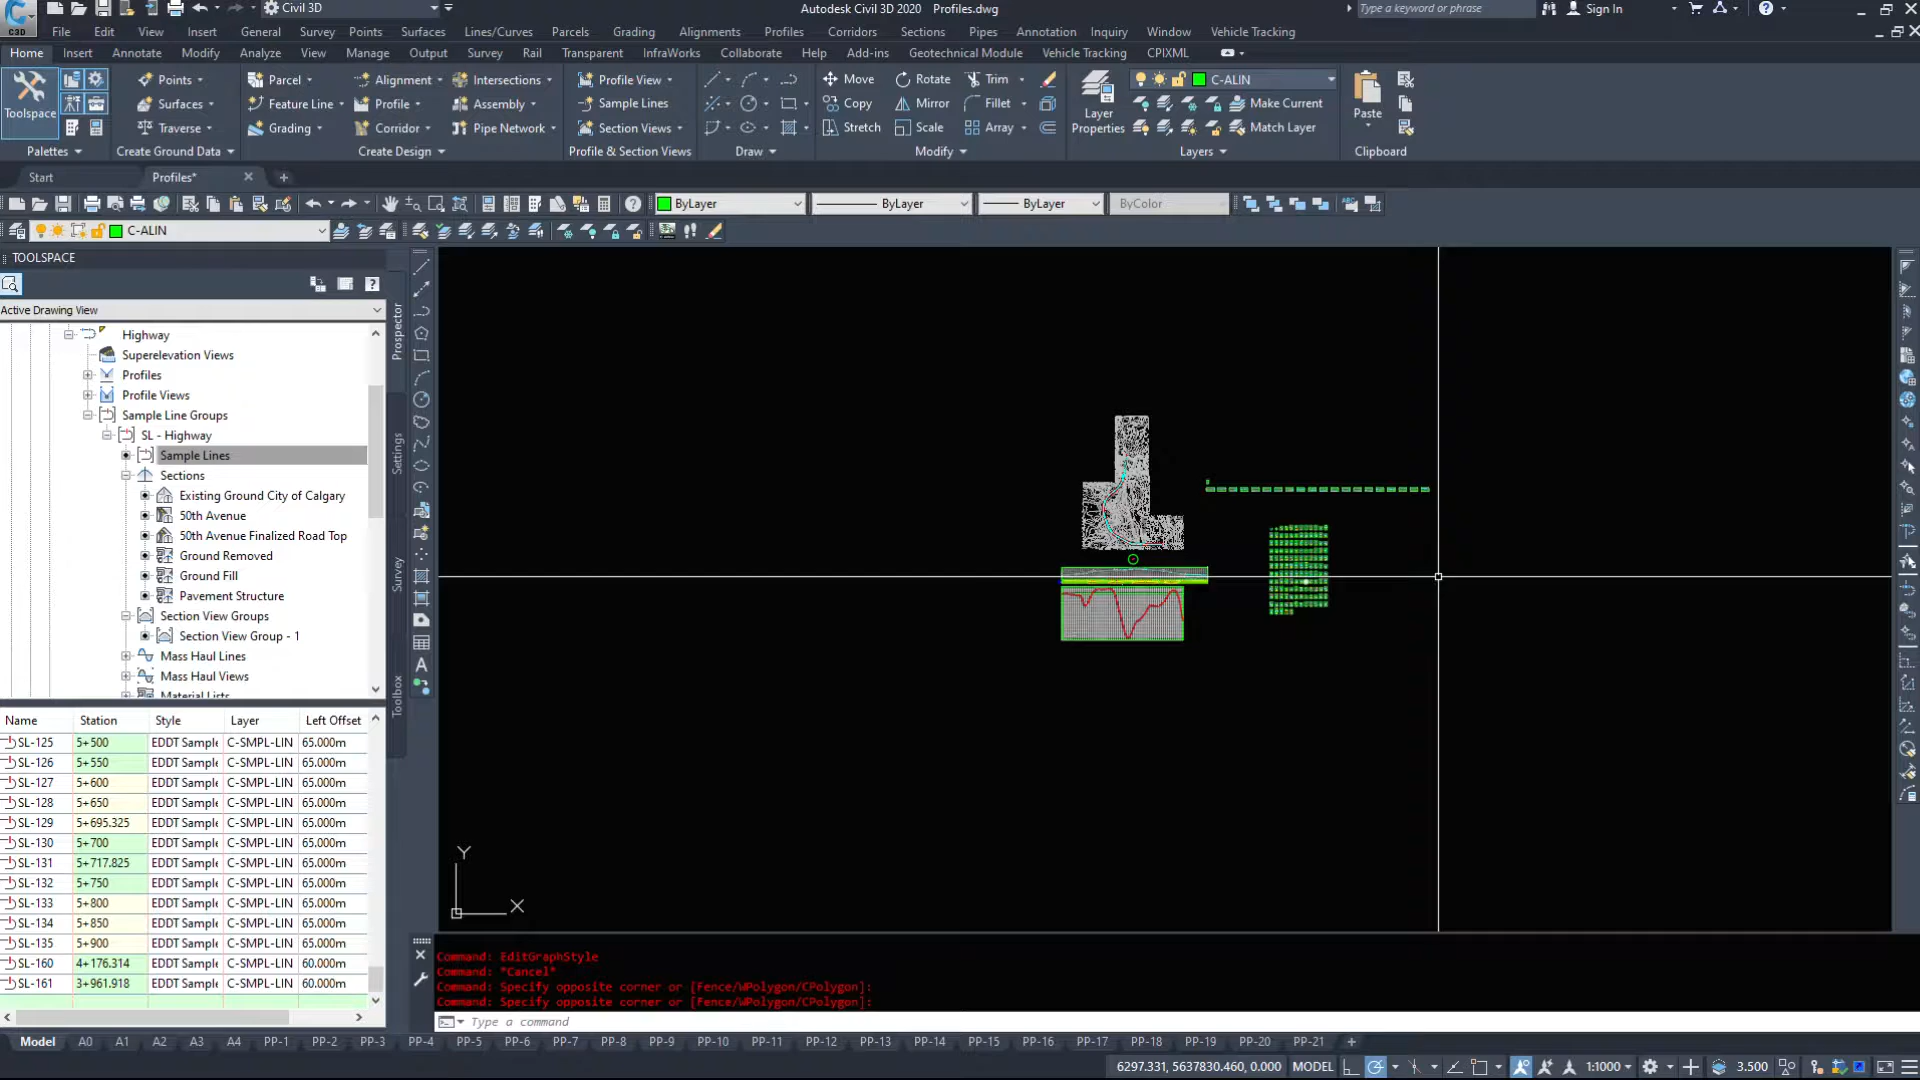 C3D
Civil 3D
Autodesk Civil 3D 2020 Profiles.dwg
Type a keyword or phrase
Sign In
File Edit View Insert General Survey Points Surfaces Lines/Curves Parcels Grading Alignments Profiles Corridors Sections Pipes Annotation Inquiry Window Vehicle Tracking
Home Insert Annotate Modify Analyze View Manage Output Survey Rail Transparent InfraWorks Collaborate Help Add-ins Geotechnical Module Vehicle Tracking CPIXML
Points Parcel Alignment Intersections Profile View Move Rotate Trim C-ALIN
Toolspace Surfaces Feature Line Profile Assembly Sample Lines Copy Mirror Fillet Layer Properties Make Current Paste
Traverse Grading Corridor Pipe Network Section Views Stretch Scale Array Match Layer
Palettes Create Ground Data Create Design Profile & Section Views Draw Modify Layers Clipboard
Start Profiles*
ByLayer ByLayer ByLayer ByColor
C-ALIN
TOOLSPACE
Active Drawing View
Highway
Superelevation Views
Profiles
Profile Views
Sample Line Groups
SL - Highway
Sample Lines
Sections
Existing Ground City of Calgary
50th Avenue
50th Avenue Finalized Road Top
Ground Removed
Ground Fill
Pavement Structure
Section View Groups
Section View Group - 1
Mass Haul Lines
Mass Haul Views
Material Lists
Prospector
Settings
Survey
Toolbox
Name Station Style Layer Left Offset
SL-125 5+500 EDDT Sample C-SMPL-LIN 65.000m
SL-126 5+550 EDDT Sample C-SMPL-LIN 65.000m
SL-127 5+600 EDDT Sample C-SMPL-LIN 65.000m
SL-128 5+650 EDDT Sample C-SMPL-LIN 65.000m
SL-129 5+695.325 EDDT Sample C-SMPL-LIN 65.000m
SL-130 5+700 EDDT Sample C-SMPL-LIN 65.000m
SL-131 5+717.825 EDDT Sample C-SMPL-LIN 65.000m
SL-132 5+750 EDDT Sample C-SMPL-LIN 65.000m
SL-133 5+800 EDDT Sample C-SMPL-LIN 65.000m
SL-134 5+850 EDDT Sample C-SMPL-LIN 65.000m
SL-135 5+900 EDDT Sample C-SMPL-LIN 65.000m
SL-160 4+176.314 EDDT Sample C-SMPL-LIN 60.000m
SL-161 3+961.918 EDDT Sample C-SMPL-LIN 60.000m
Y
X
Command: EditGraphStyle
Command: *Cancel*
Command: Specify opposite corner or [Fence/WPolygon/CPolygon]:
Command: Specify opposite corner or [Fence/WPolygon/CPolygon]:
Type a command
Model A0 A1 A2 A3 A4 PP-1 PP-2 PP-3 PP-4 PP-5 PP-6 PP-7 PP-8 PP-9 PP-10 PP-11 PP-12 PP-13 PP-14 PP-15 PP-16 PP-17 PP-18 PP-19 PP-20 PP-21
6297.331, 5637830.460, 0.000 MODEL 1:1000 3.500